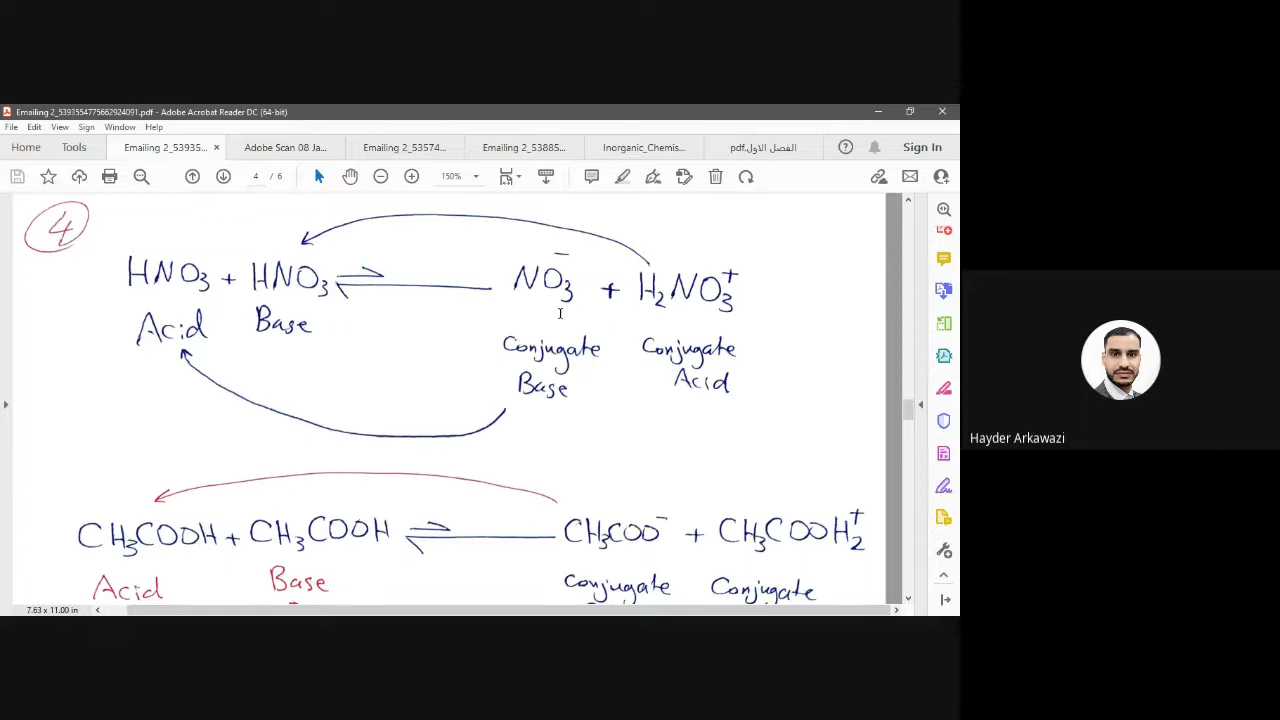 Emailing 2_5393554775662924091.pdf - Adobe Acrobat Reader DC (64-bit)
File Edit View Sign Window Help
Home Tools Emailing 2_53935... × Adobe Scan 08 Ja... Emailing 2_53574... Emailing 2_53885... Inorganic_Chemis... الفصل الاول.pdf Sign In
4 / 6 150%
4
HNO₃ + HNO₃ ⇌ NO₃⁻ + H₂NO₃⁺
Acid Base Conjugate Conjugate
Base Acid
Hayder Arkawazi
CH₃COOH + CH₃COOH ⇌ CH₃COO⁻ + CH₃COOH₂⁺
Acid Base Conjugate Conjugate
7.63 x 11.00 in